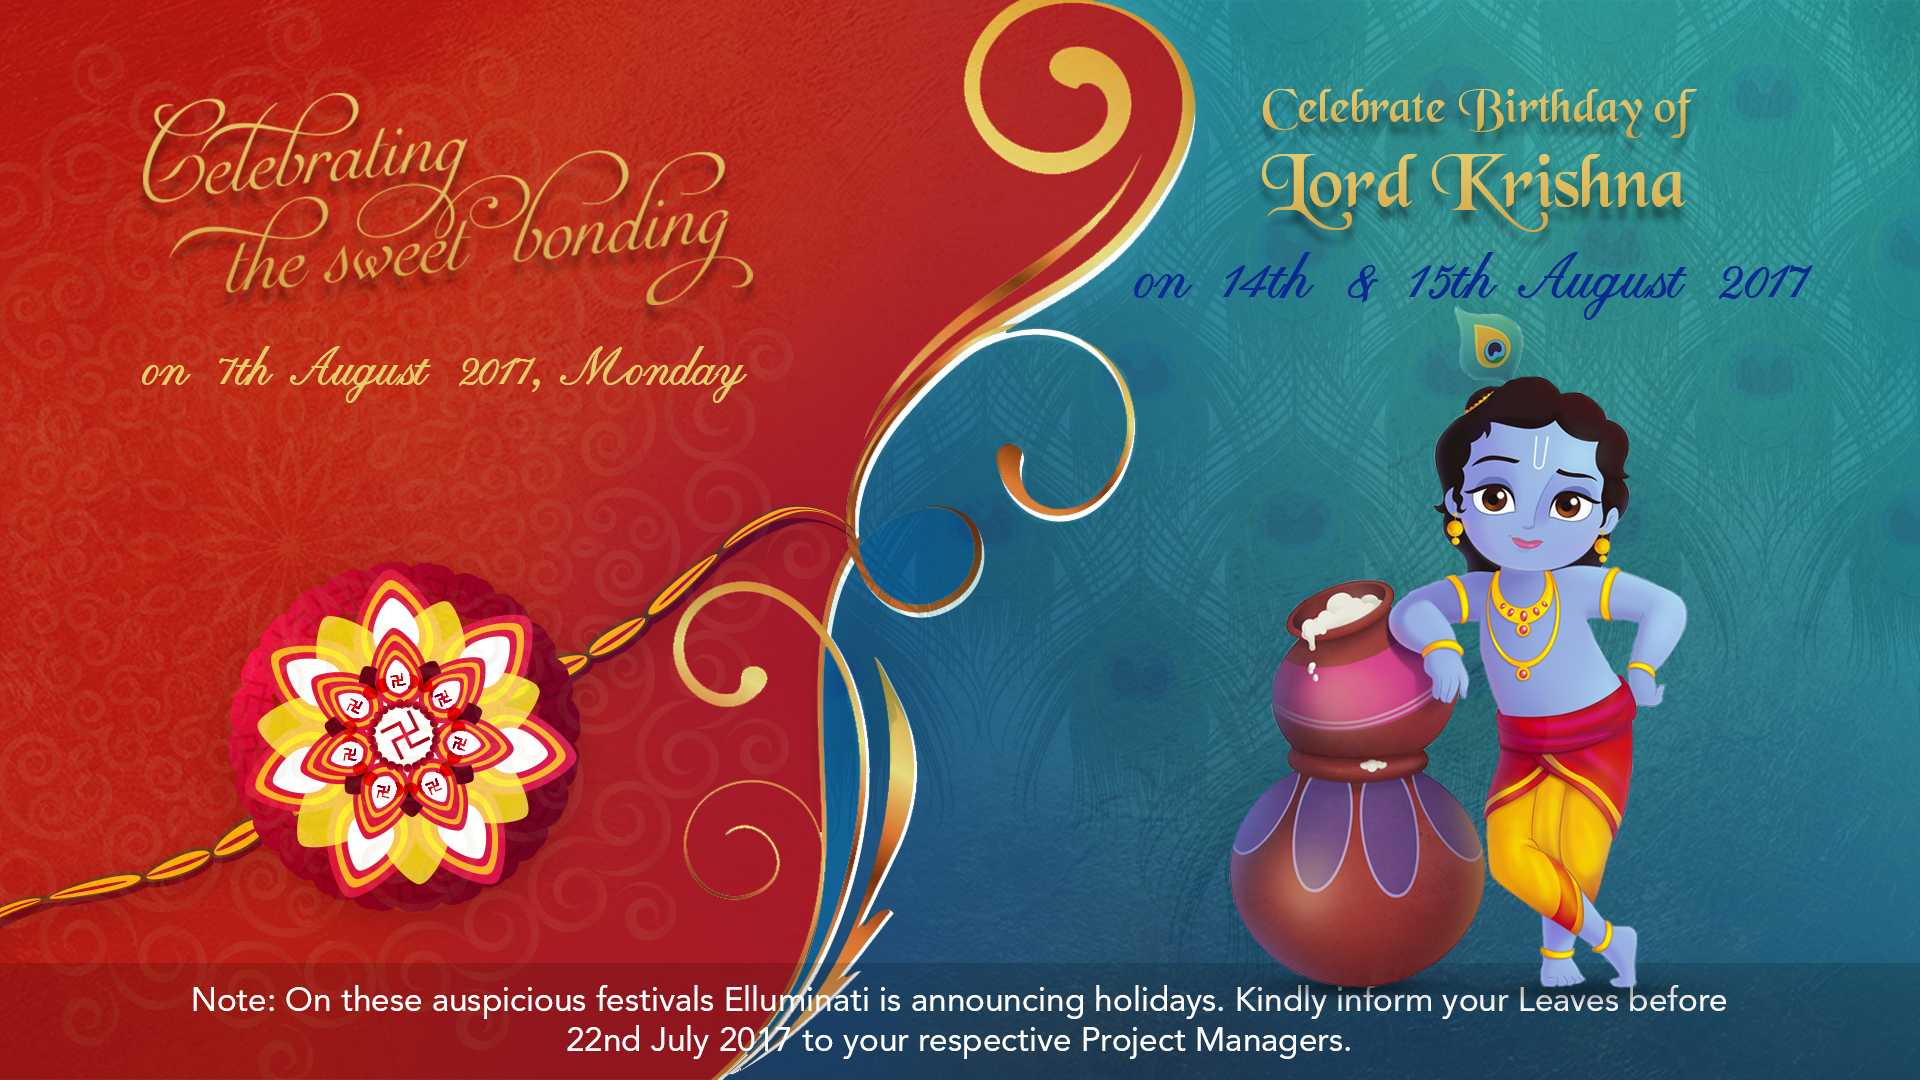 Celebrating
the sweet bonding
on 7th August 2017, Monday
Celebrate Birthday of
Lord Krishna
on 14th & 15th August 2017
Note: On these auspicious festivals Elluminati is announcing holidays. Kindly inform your Leaves before
22nd July 2017 to your respective Project Managers.